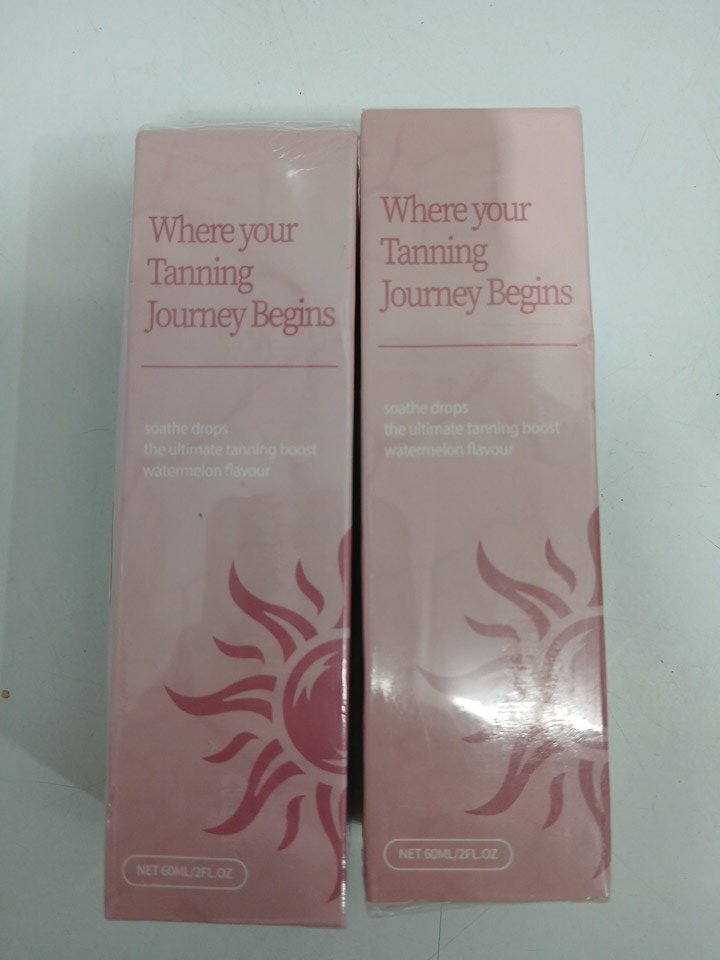 Where your
Tanning
Journey Begins
soathe drops
the ultimate tanning boost
watermelon flavour
NET 60ML/2FL.OZ
Where your
Tanning
Journey Begins
soathe drops
the ultimate tanning boost
watermelon flavour
NET 60ML/2FL.OZ